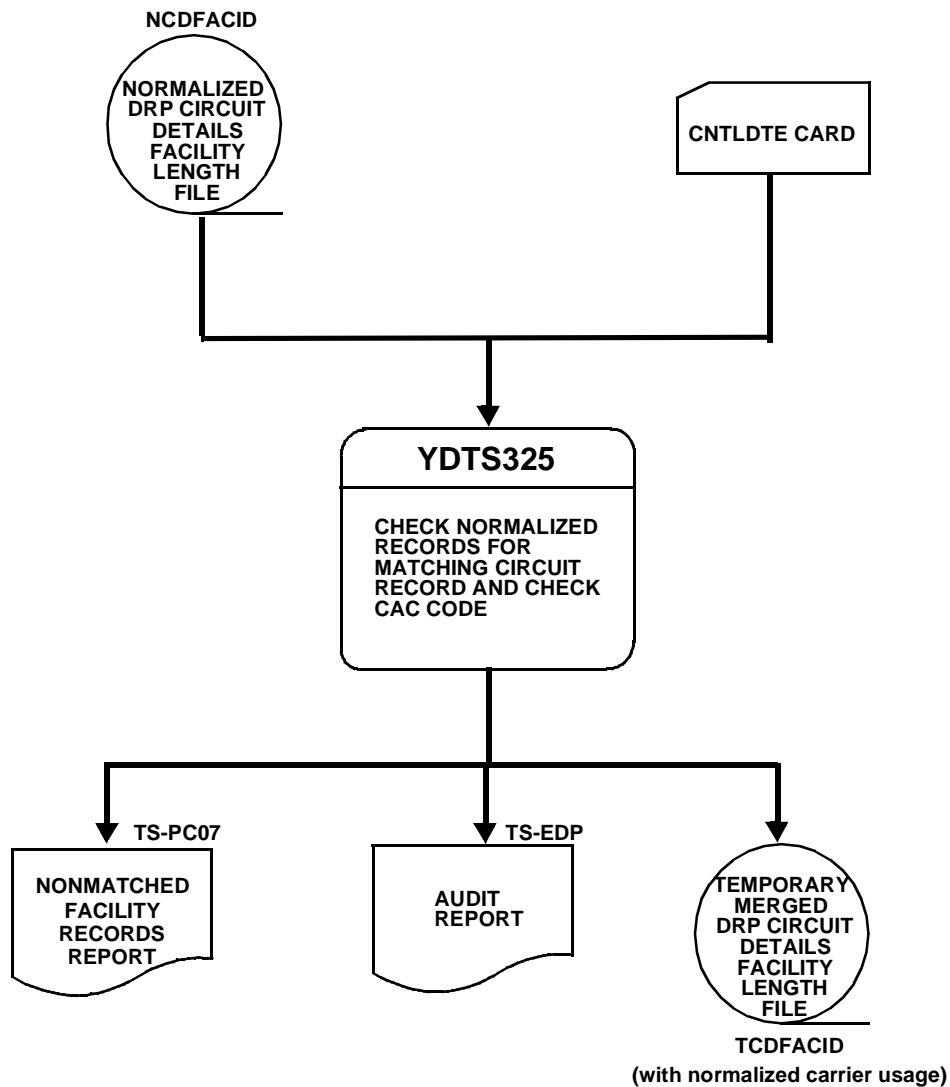 NCDFACID
NORMALIZED
DRP CIRCUIT
DETAILS
FACILITY
LENGTH
FILE
CNTLDTE CARD
YDTS325
CHECK NORMALIZED
RECORDS FOR
MATCHING CIRCUIT
RECORD AND CHECK
CAC CODE
TS-PC07
NONMATCHED
FACILITY
RECORDS
REPORT
TS-EDP
AUDIT
REPORT
TEMPORARY
MERGED
DRP CIRCUIT
DETAILS
FACILITY
LENGTH
FILE
TCDFACID
(with normalized carrier usage)